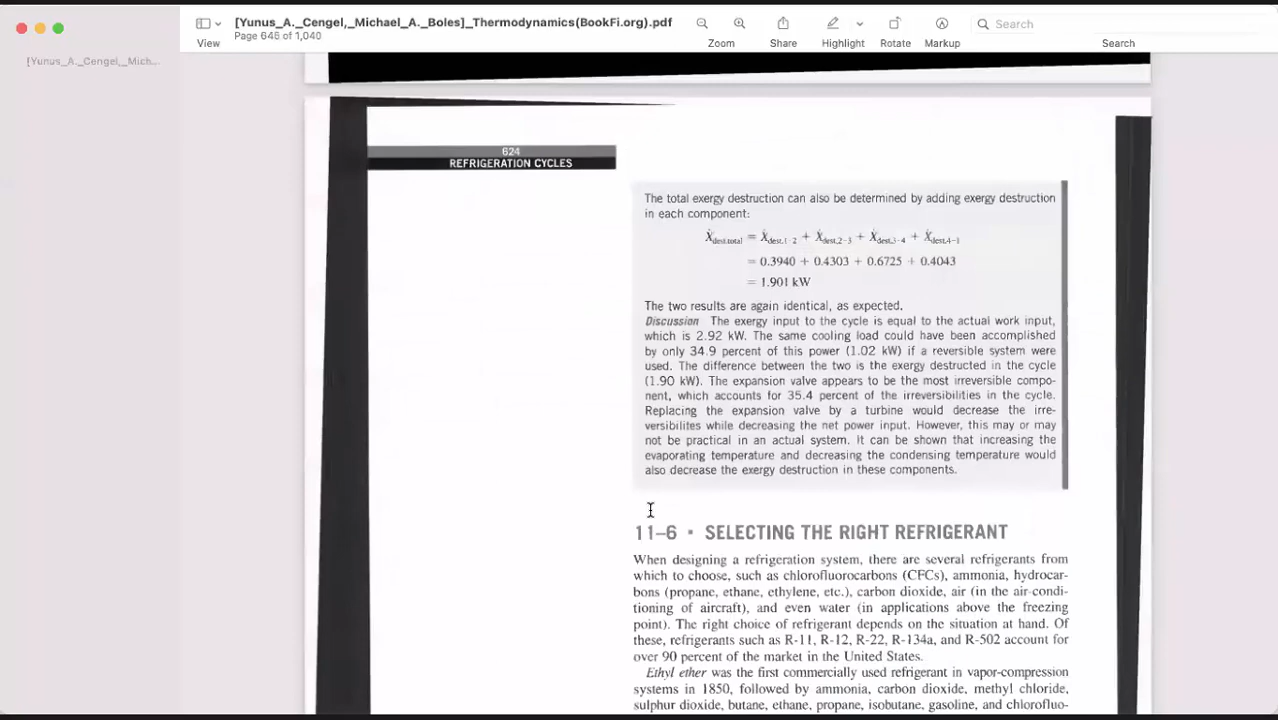 [Yunus_A._Cengel,_Michael_A._Boles]_Thermodynamics(BookFi.org).pdf
Page 646 of 1,040
View
Zoom
Share
Highlight
Rotate
Markup
Search
Search
[Yunus_A._Cengel,_Mich...
624
REFRIGERATION CYCLES
The total exergy destruction can also be determined by adding exergy destruction
in each component:
Ẋdest,total = Ẋdest,1–2 + Ẋdest,2–3 + Ẋdest,3–4 + Ẋdest,4–1
= 0.3940 + 0.4303 + 0.6725 + 0.4043
= 1.901 kW
The two results are again identical, as expected.
Discussion The exergy input to the cycle is equal to the actual work input,
which is 2.92 kW. The same cooling load could have been accomplished
by only 34.9 percent of this power (1.02 kW) if a reversible system were
used. The difference between the two is the exergy destructed in the cycle
(1.90 kW). The expansion valve appears to be the most irreversible compo-
nent, which accounts for 35.4 percent of the irreversibilities in the cycle.
Replacing the expansion valve by a turbine would decrease the irre-
versibilites while decreasing the net power input. However, this may or may
not be practical in an actual system. It can be shown that increasing the
evaporating temperature and decreasing the condensing temperature would
also decrease the exergy destruction in these components.
11–6 ▪ SELECTING THE RIGHT REFRIGERANT
When designing a refrigeration system, there are several refrigerants from
which to choose, such as chlorofluorocarbons (CFCs), ammonia, hydrocar-
bons (propane, ethane, ethylene, etc.), carbon dioxide, air (in the air-condi-
tioning of aircraft), and even water (in applications above the freezing
point). The right choice of refrigerant depends on the situation at hand. Of
these, refrigerants such as R-11, R-12, R-22, R-134a, and R-502 account for
over 90 percent of the market in the United States.
Ethyl ether was the first commercially used refrigerant in vapor-compression
systems in 1850, followed by ammonia, carbon dioxide, methyl chloride,
sulphur dioxide, butane, ethane, propane, isobutane, gasoline, and chlorofluo-